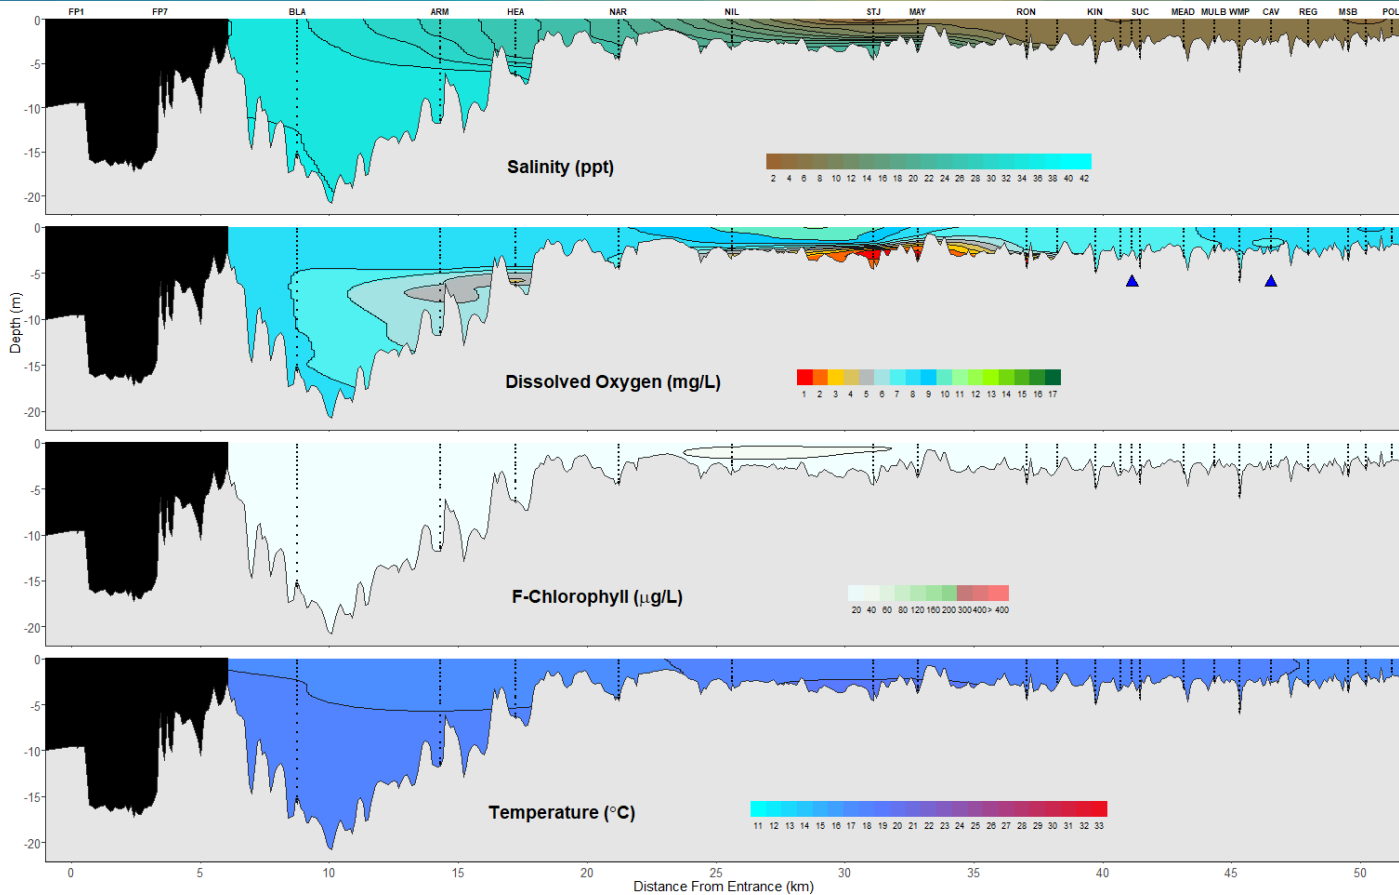 FP1 FP7 BLA ARM HEA NAR NIL STJ MAY RON KIN SUC MEAD MULB WMP CAV REG MSB POL
0
-5
-10
-15
-20
Salinity (ppt)
2 4 6 8 10 12 14 16 18 20 22 24 26 28 30 32 34 36 38 40 42
0
-5
-10
-15
-20
Dissolved Oxygen (mg/L)
1 2 3 4 5 6 7 8 9 10 11 12 13 14 15 16 17
Depth (m)
0
-5
-10
-15
-20
F-Chlorophyll (μg/L)
20 40 60 80 120 160 200 300 400 > 400
0
-5
-10
-15
-20
Temperature (°C)
11 12 13 14 15 16 17 18 19 20 21 22 23 24 25 26 27 28 29 30 31 32 33
0 5 10 15 20 25 30 35 40 45 50
Distance From Entrance (km)